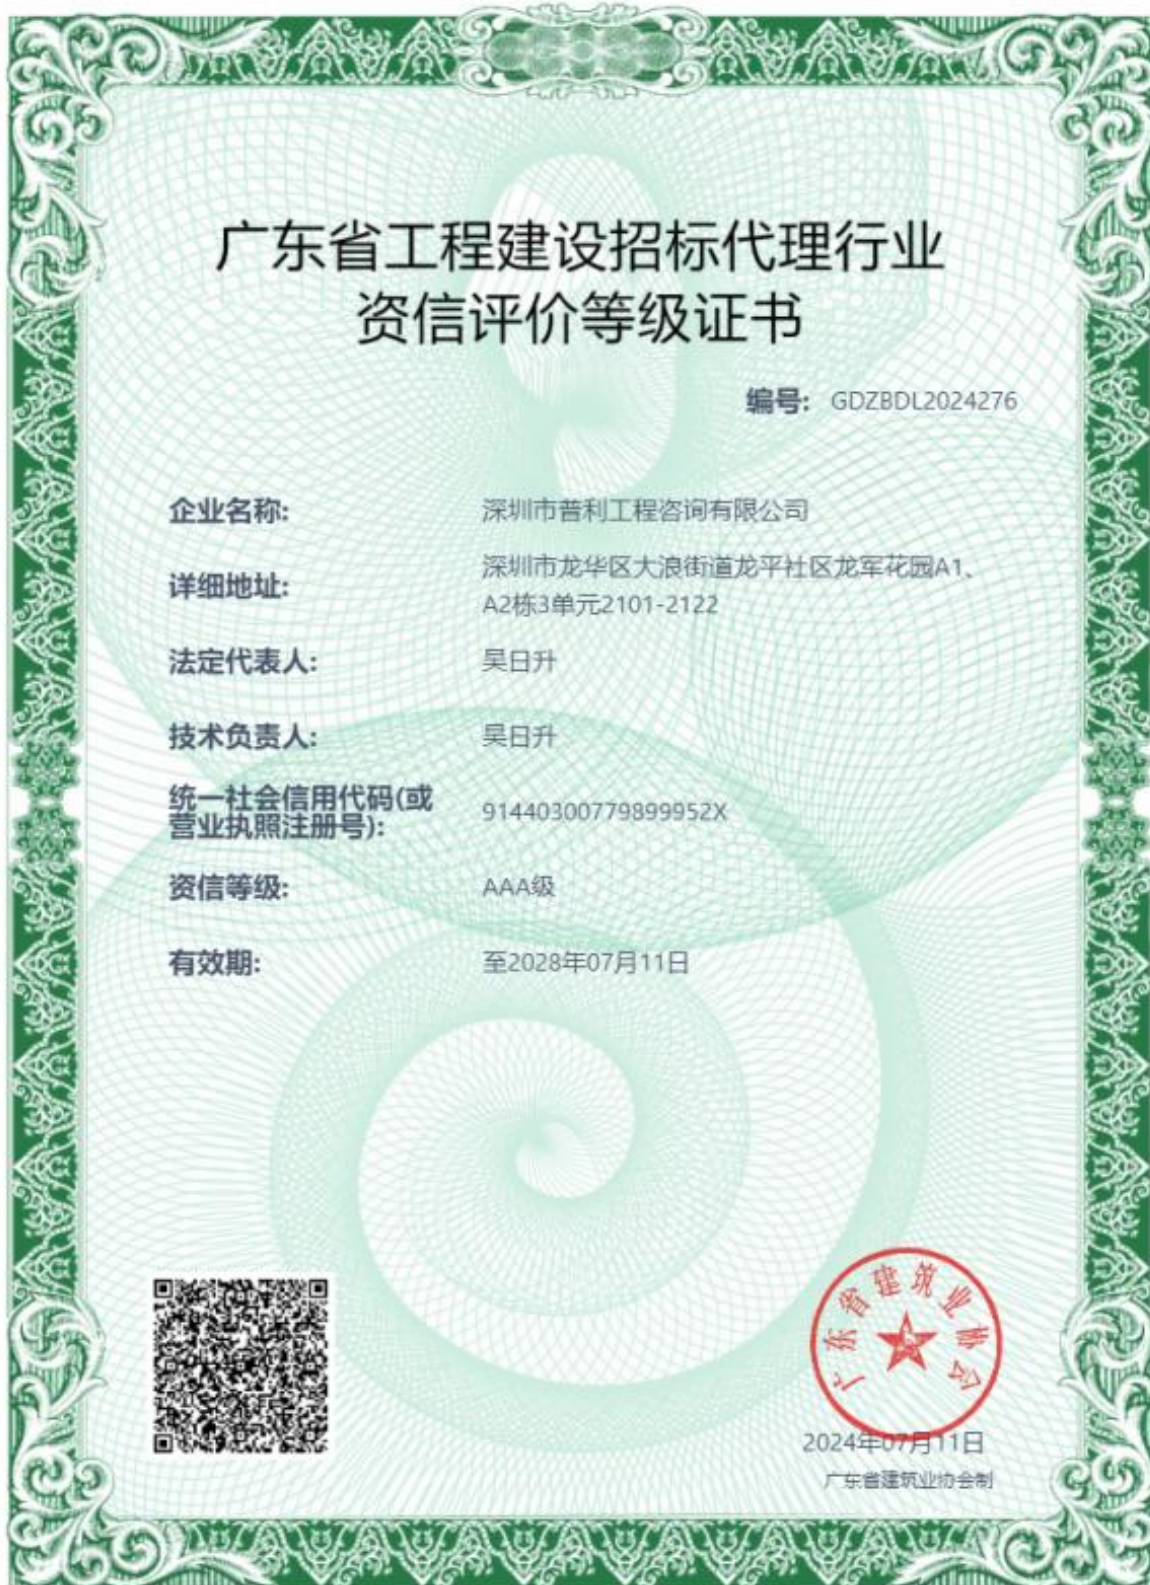 广东省工程建设招标代理行业
资信评价等级证书
编号: GDZBDL2024276
企业名称: 深圳市普利工程咨询有限公司
详细地址: 深圳市龙华区大浪街道龙平社区龙军花园A1、
A2栋3单元2101-2122
法定代表人: 吴日升
技术负责人: 吴日升
统一社会信用代码(或
营业执照注册号): 91440300779899952X
资信等级: AAA级
有效期: 至2028年07月11日
广东省建筑业协会
2024年07月11日
广东省建筑业协会制